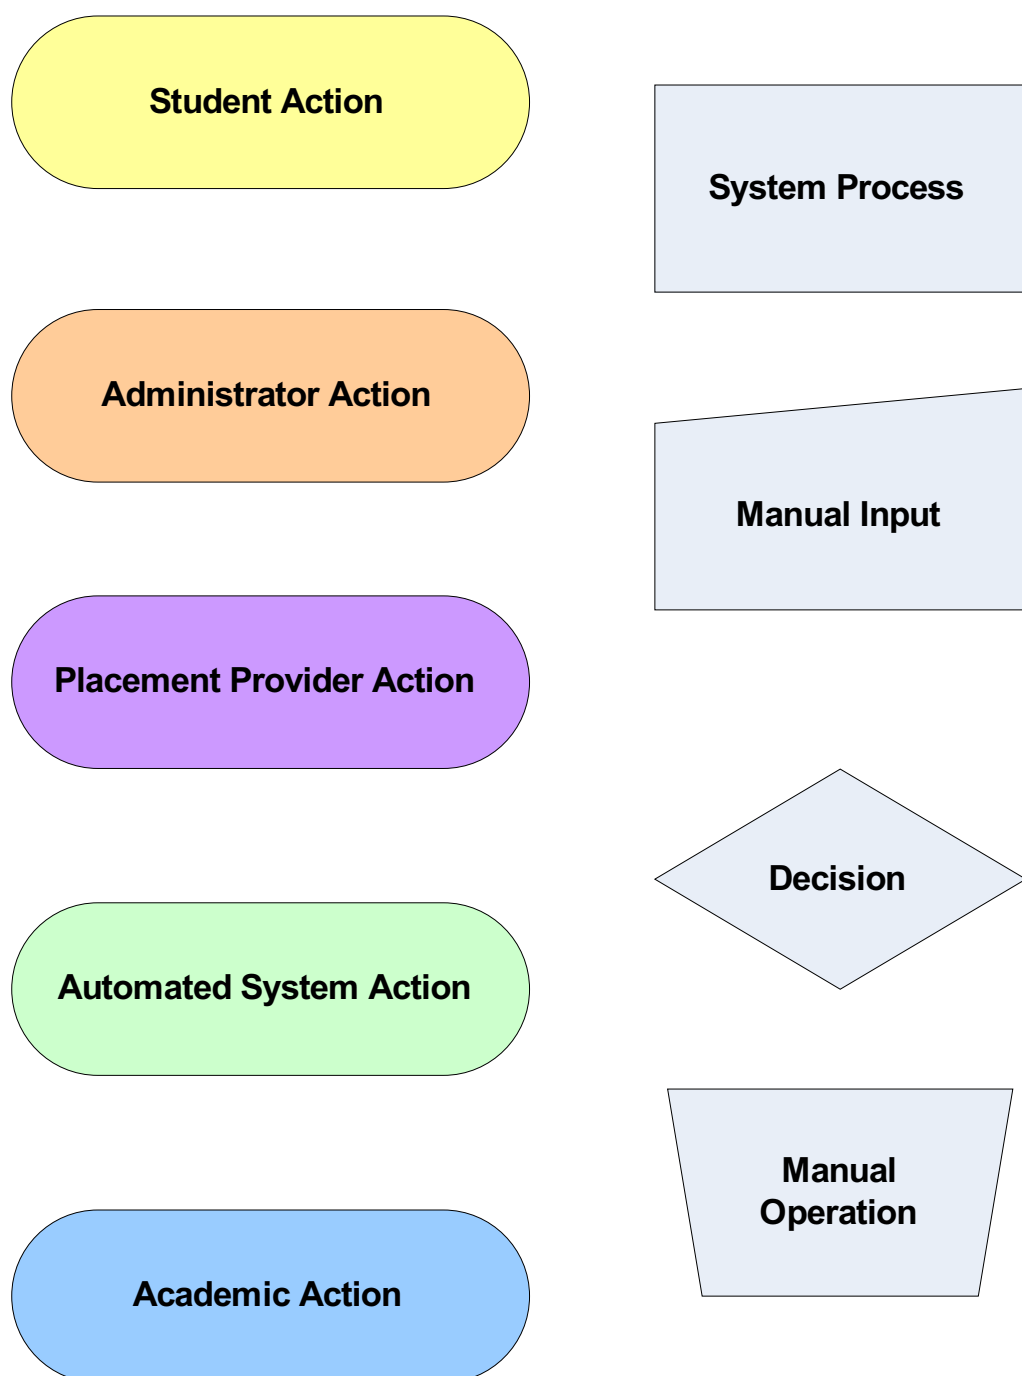 Student Action
Administrator Action
Placement Provider Action
Automated System Action
Academic Action
System Process
Manual Input
Decision
Manual
Operation